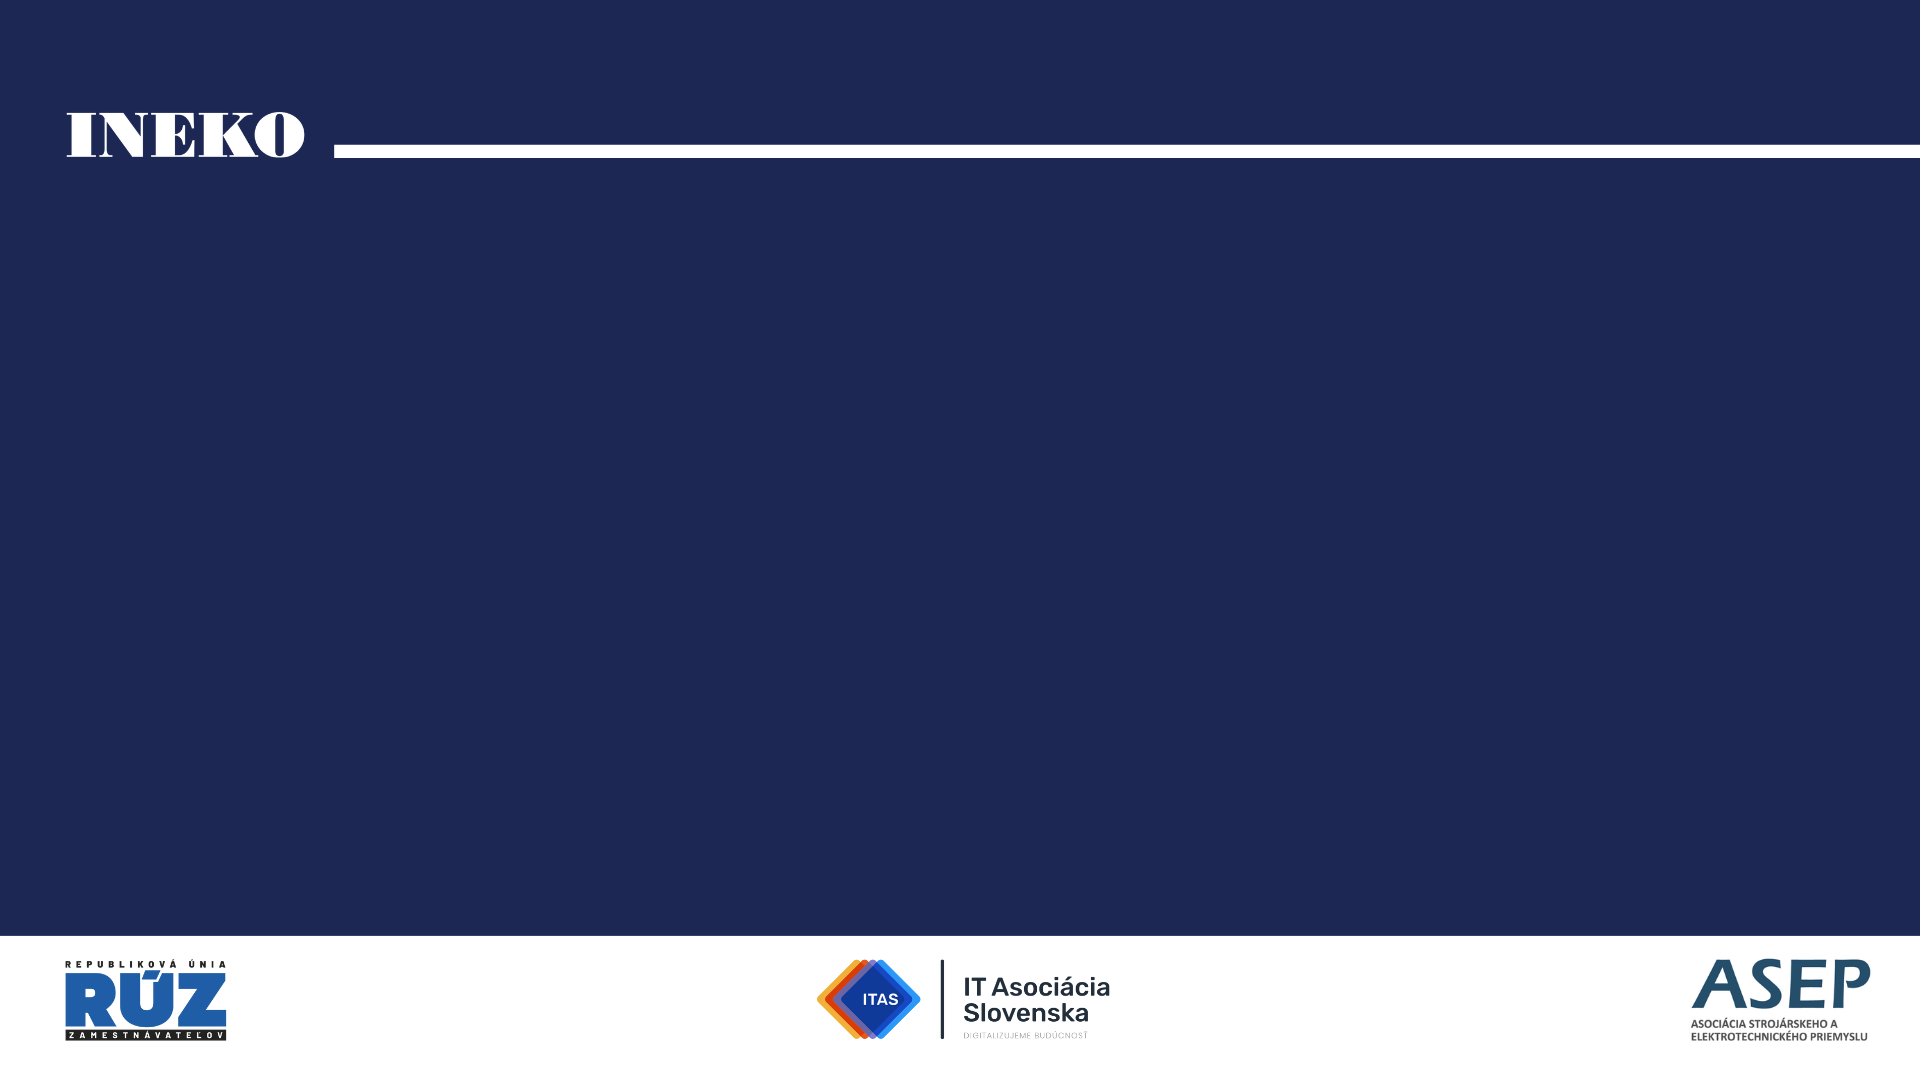 INEKO
REPUBLIKOVÁ ÚNIA
RÚZ
ZAMESTNÁVATEĽOV
ITAS
IT Asociácia
Slovenska
DIGITALIZUJEME BUDÚCNOSŤ
ASEP
ASOCIÁCIA STROJÁRSKEHO A
ELEKTROTECHNICKÉHO PRIEMYSLU